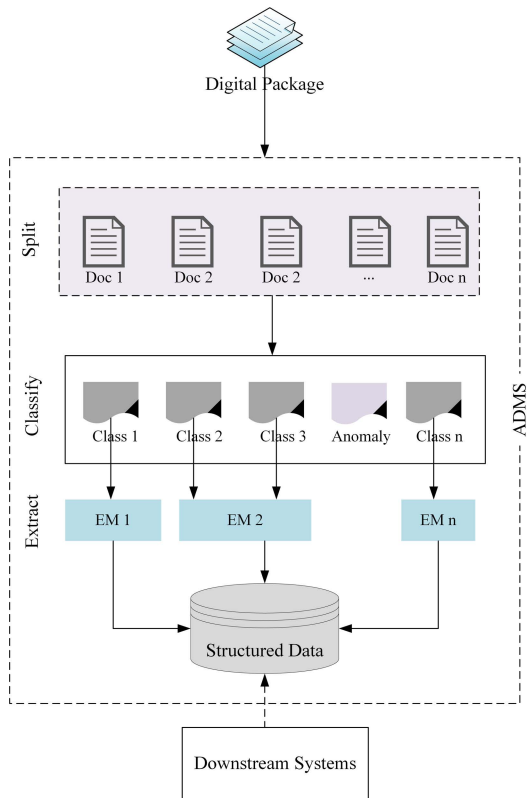 Digital Package
Split
Doc 1
Doc 2
Doc 2
...
Doc n
Classify
Class 1
Class 2
Class 3
Anomaly
Class n
ADMS
Extract
EM 1
EM 2
EM n
Structured Data
Downstream Systems